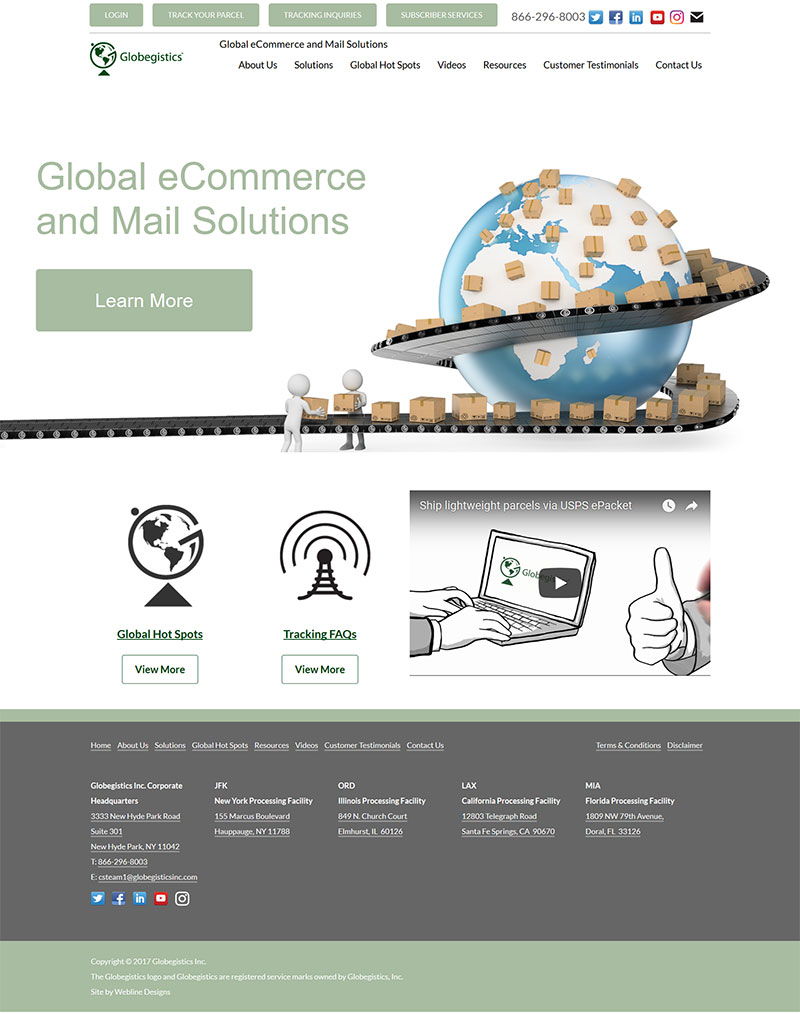 LOGIN TRACK YOUR PARCEL TRACKING INQUIRIES SUBSCRIBER SERVICES 866-296-8003
Globegistics®
Global eCommerce and Mail Solutions
About Us Solutions Global Hot Spots Videos Resources Customer Testimonials Contact Us
Global eCommerce
and Mail Solutions
Learn More
Ship lightweight parcels via USPS ePacket
Global Hot Spots
View More
Tracking FAQs
View More
Home About Us Solutions Global Hot Spots Resources Videos Customer Testimonials Contact Us
Terms & Conditions Disclaimer
Globegistics Inc. Corporate
Headquarters
3333 New Hyde Park Road
Suite 301
New Hyde Park, NY 11042
T: 866-296-8003
E: csteam1@globegisticsinc.com
JFK
New York Processing Facility
155 Marcus Boulevard
Hauppauge, NY 11788
ORD
Illinois Processing Facility
849 N. Church Court
Elmhurst, IL 60126
LAX
California Processing Facility
12803 Telegraph Road
Santa Fe Springs, CA 90670
MIA
Florida Processing Facility
1809 NW 79th Avenue,
Doral, FL 33126
Copyright © 2017 Globegistics Inc.
The Globegistics logo and Globegistics are registered service marks owned by Globegistics, Inc.
Site by Webline Designs